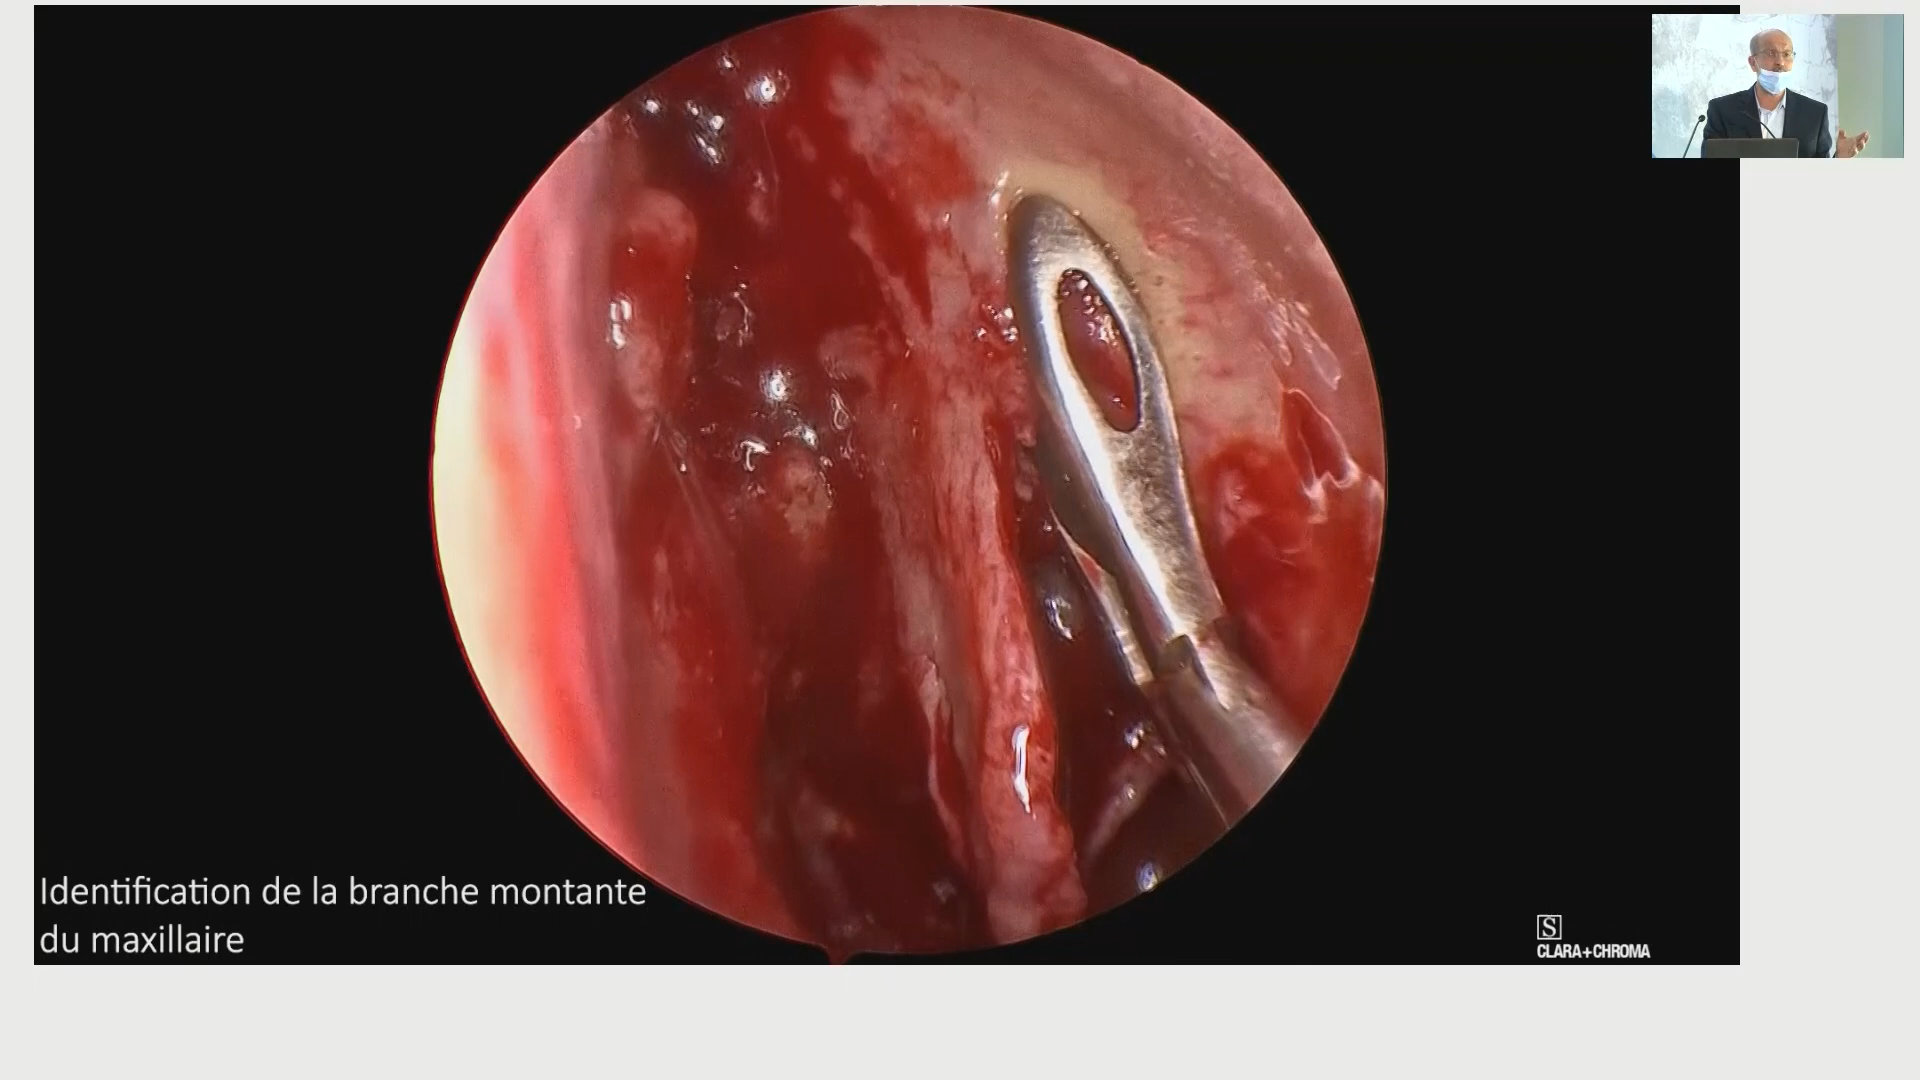 Identification de la branche montante
du maxillaire
S
CLARA+CHROMA